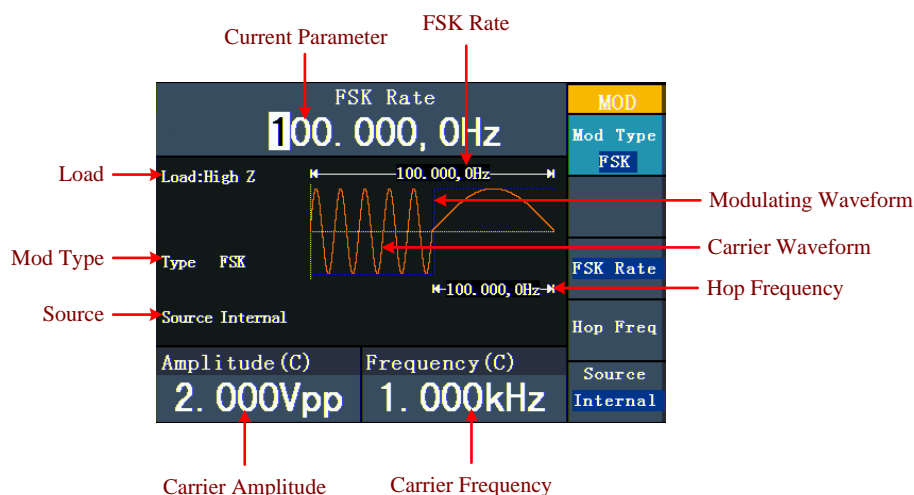 FSK Rate
Current Parameter
FSK Rate
100.000,0Hz
MOD
Mod Type
FSK
Load
Load:High Z
100.000,0Hz
Modulating Waveform
Carrier Waveform
Mod Type
Type FSK
FSK Rate
100.000,0Hz
Hop Frequency
Source
Source Internal
Hop Freq
Amplitude(C)
Frequency(C)
Source
2.000Vpp
1.000kHz
Internal
Carrier Amplitude
Carrier Frequency